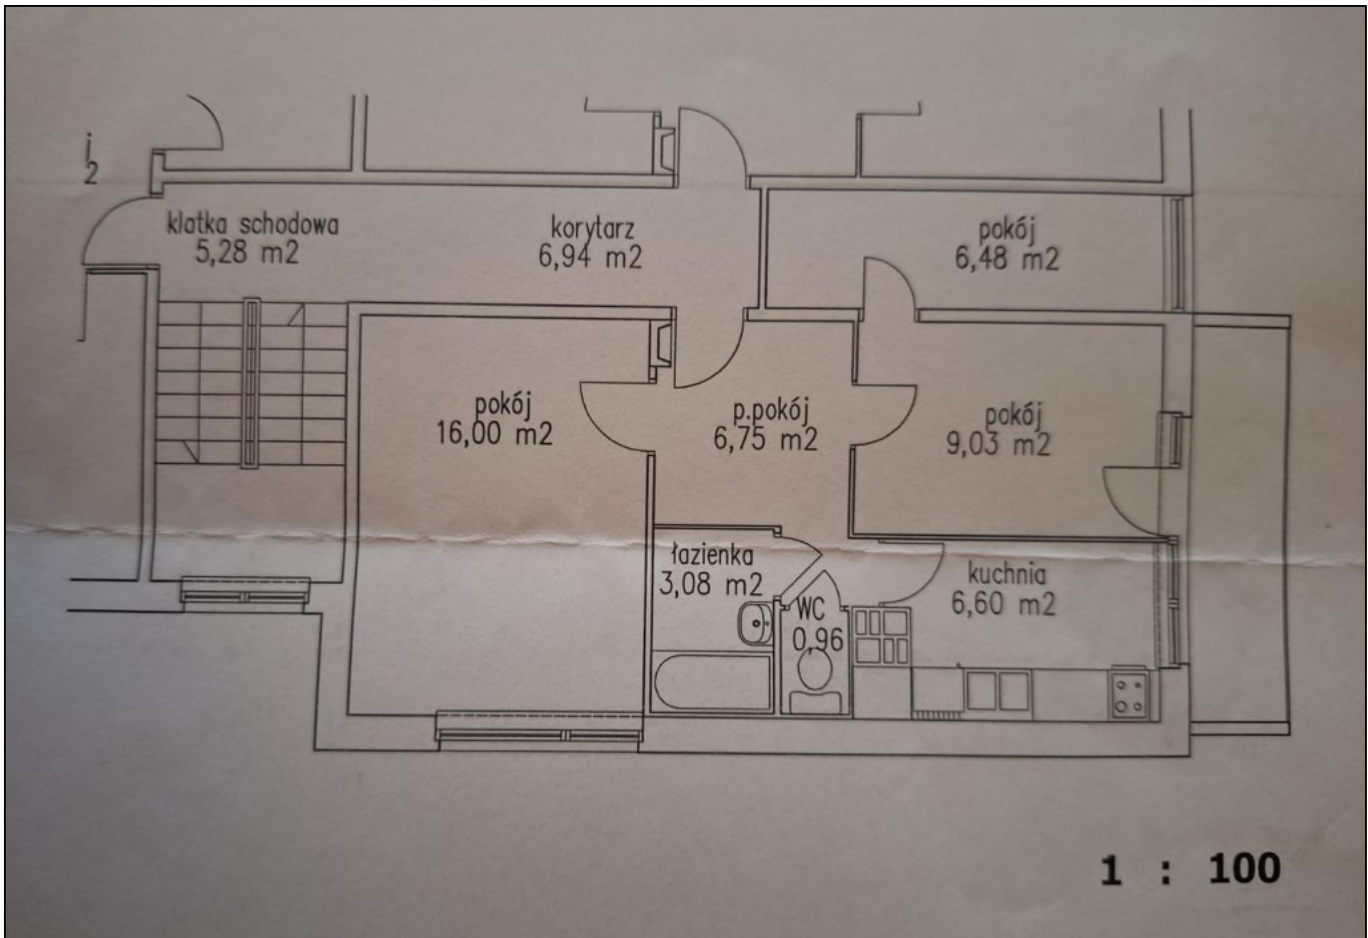 j
2
klatka schodowa
5,28 m2
korytarz
6,94 m2
pokój
6,48 m2
pokój
16,00 m2
p.pokój
6,75 m2
pokój
9,03 m2
łazienka
3,08 m2
WC
0,96
kuchnia
6,60 m2
1 : 100